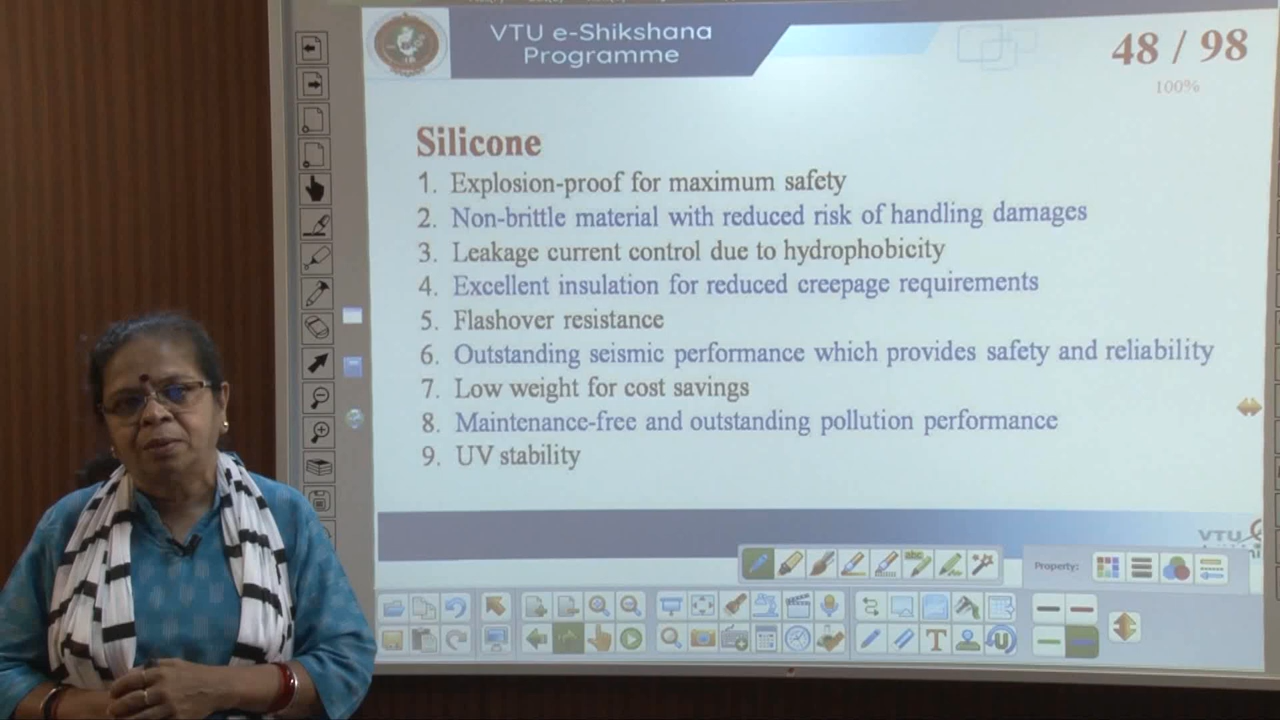 VTU e-Shikshana
Programme
48 / 98
100%
Silicone
1. Explosion-proof for maximum safety
2. Non-brittle material with reduced risk of handling damages
3. Leakage current control due to hydrophobicity
4. Excellent insulation for reduced creepage requirements
5. Flashover resistance
6. Outstanding seismic performance which provides safety and reliability
7. Low weight for cost savings
8. Maintenance-free and outstanding pollution performance
9. UV stability
VTU
abc
Property:
T